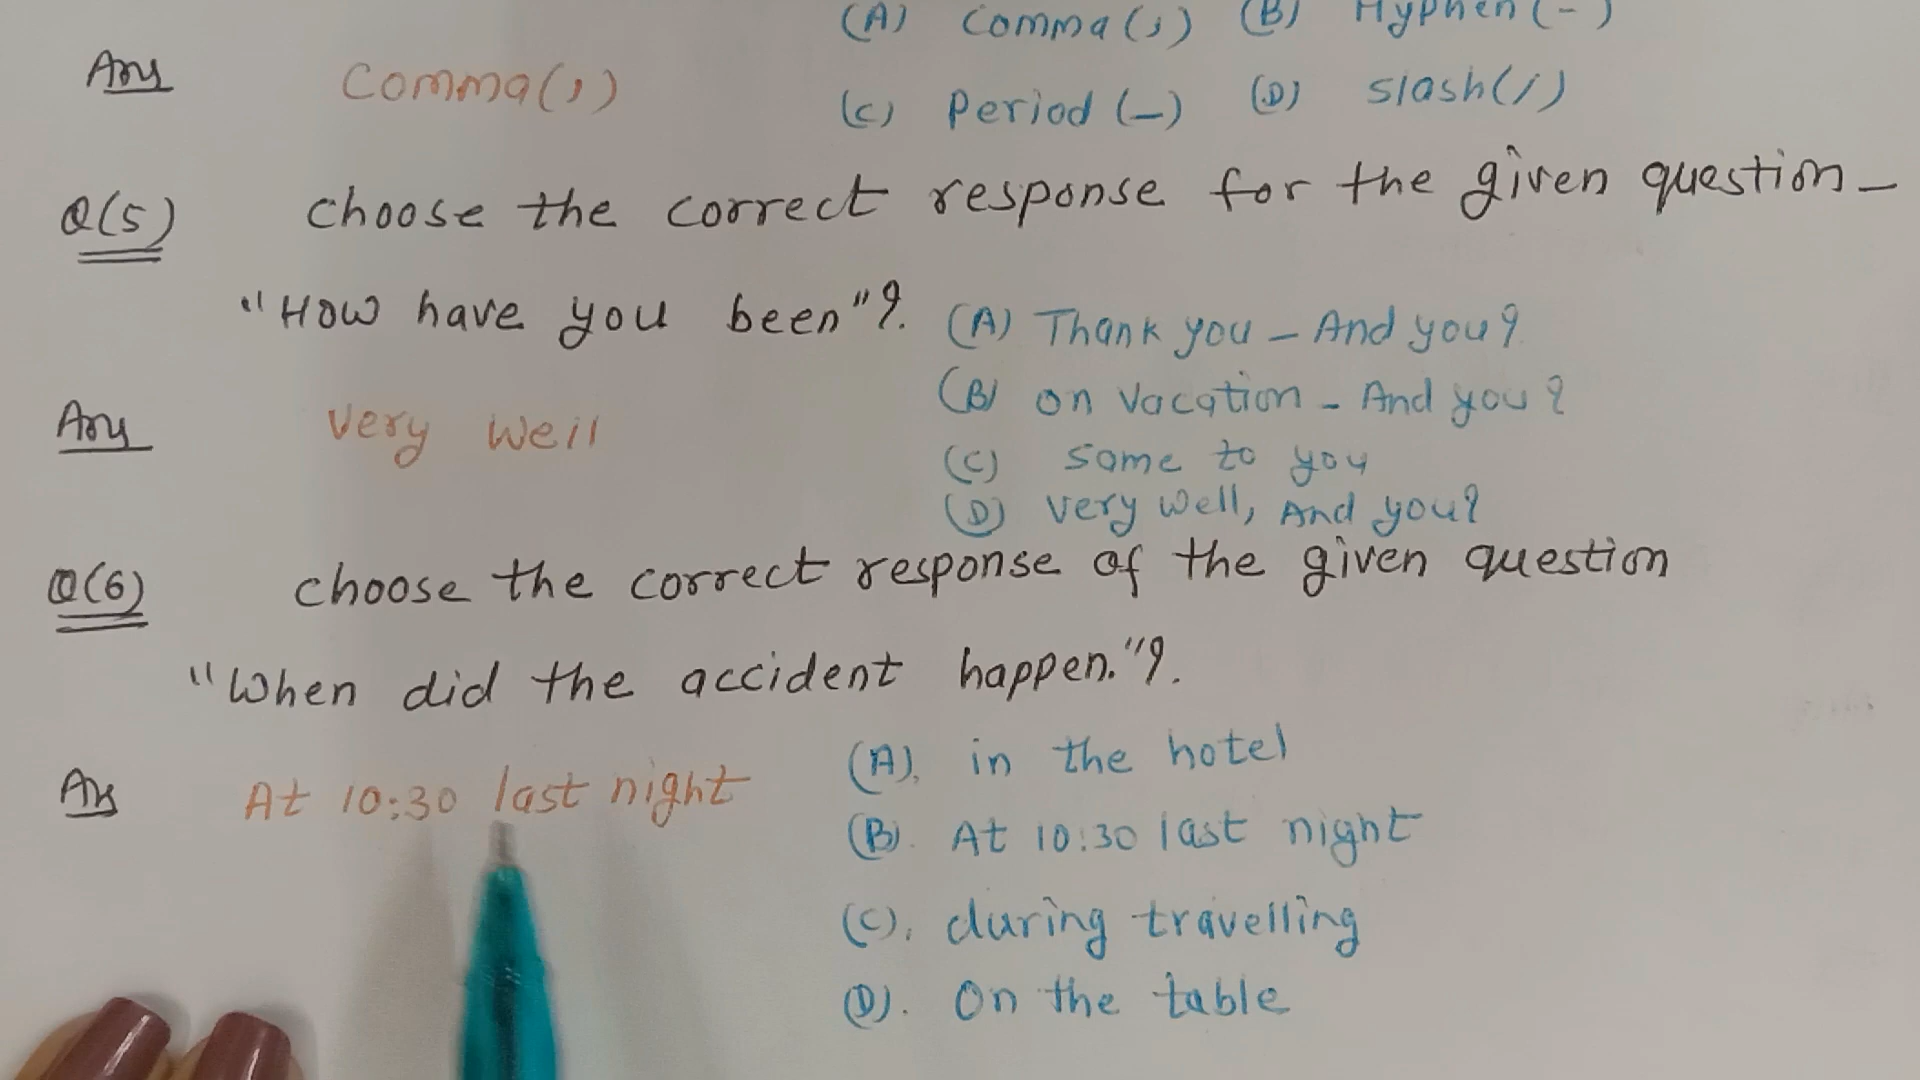 (A) Comma(,) (B) Hyphen(-)
Ans Comma(,)
(C) Period (-) (D) slash(/)
Q(5) choose the correct response for the given question-
"How have you been"?. (A) Thank you - And you?
(B) on vacation - And you?
Ans very well
(C) same to you
(D) very well, And you?
Q(6) choose the correct response of the given question
"When did the accident happen."?.
(A). in the hotel
Ans At 10:30 last night
(B). At 10:30 last night
(C). during travelling
(D). On the table